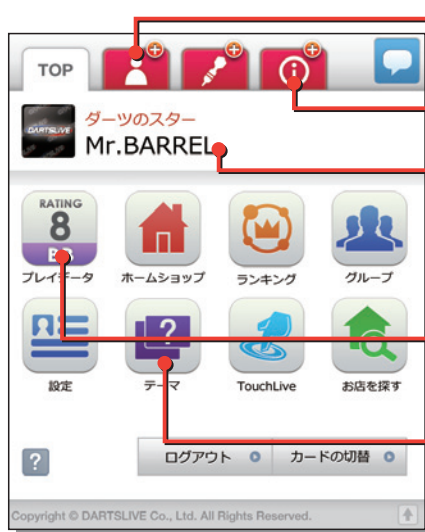 TOP
DARTSLIVE
ダーツのスター
Mr.BARREL
RATING
8
プレイデータ
ホームショップ
ランキング
グループ
設定
テーマ
TouchLive
お店を探す
?
?
ログアウト
カードの切替
Copyright © DARTSLIVE Co., Ltd. All Rights Reserved.